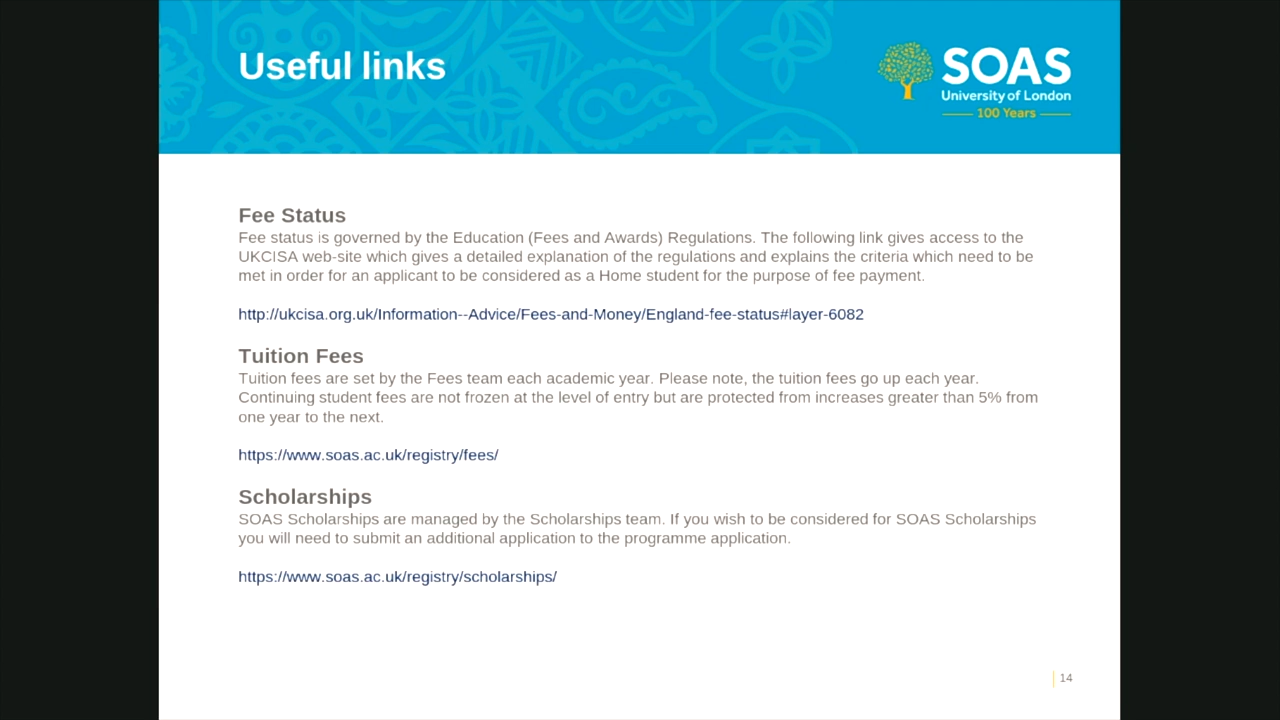 Useful links
SOAS
University of London
100 Years
Fee Status
Fee status is governed by the Education (Fees and Awards) Regulations. The following link gives access to the
UKCISA web-site which gives a detailed explanation of the regulations and explains the criteria which need to be
met in order for an applicant to be considered as a Home student for the purpose of fee payment.
http://ukcisa.org.uk/Information--Advice/Fees-and-Money/England-fee-status#layer-6082
Tuition Fees
Tuition fees are set by the Fees team each academic year. Please note, the tuition fees go up each year.
Continuing student fees are not frozen at the level of entry but are protected from increases greater than 5% from
one year to the next.
https://www.soas.ac.uk/registry/fees/
Scholarships
SOAS Scholarships are managed by the Scholarships team. If you wish to be considered for SOAS Scholarships
you will need to submit an additional application to the programme application.
https://www.soas.ac.uk/registry/scholarships/
14